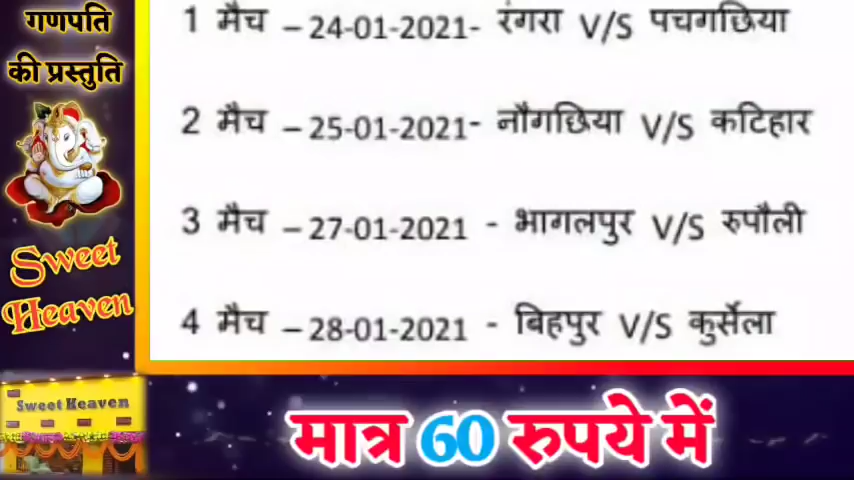 गणपति
की प्रस्तुति
Sweet
Heaven
Sweet Heaven
1 मैच – 24-01-2021- रंगरा V/S पचगछिया
2 मैच – 25-01-2021- नौगछिया V/S कटिहार
3 मैच – 27-01-2021 - भागलपुर V/S रुपौली
4 मैच – 28-01-2021 - बिहपुर V/S कुर्सेला
मात्र 60 रुपये में